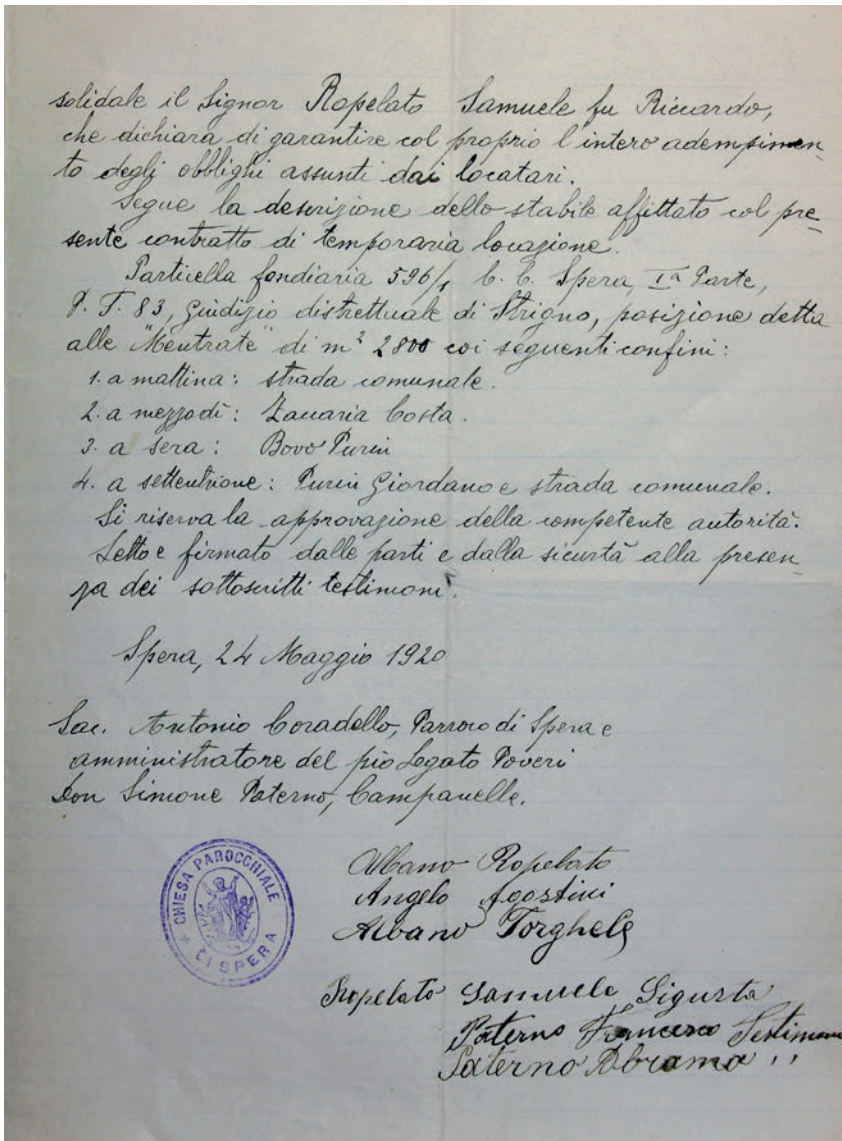 solidale il Signor Ropelato Samuele fu Riccardo,
che dichiara di garantire col proprio l'intero adempimen-
to degli obblighi assunti dai locatari.
Segue la descrizione dello stabile affittato col pre-
sente contratto di temporaria locazione.
Particella fondiaria 596/1 C. C. Spera, Iª Parte,
P. T. 83, Giudizio distrettuale di Strigno, posizione detta
alle "Mentrate" di m² 2800 coi seguenti confini:
1. a mattina: strada comunale.
2. a mezzodì: Zaccaria Costa.
3. a sera: Bovo Purin
4. a settentrione: Purin Giordano e strada comunale.
Si riserva la approvazione della competente autorità.
Letto e firmato dalle parti e dalla sicurtà alla presen-
za dei sottoscritti testimoni.
Spera, 24 Maggio 1920
Sac. Antonio Coradello, Parroco di Spera e
amministratore del pio Legato Poveri
Don Simone Paterno, Campanelle.
CHIESA PAROCCHIALE
DI SPERA
Albano Ropelato
Angelo Agostini
Albano Torghele
Ropelato Samuele Sigurta
Paterno Francesco Testimoni
Paterno Abramo ''